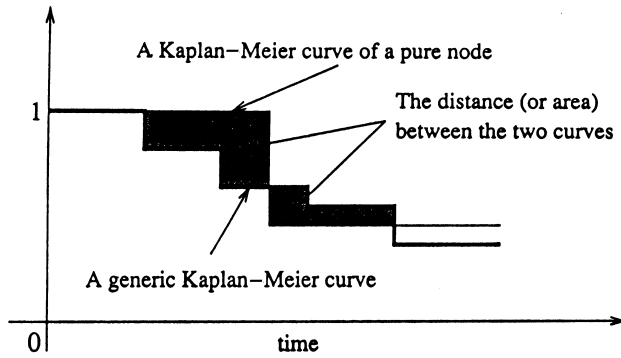 A Kaplan−Meier curve of a pure node
1
The distance (or area)
between the two curves
A generic Kaplan−Meier curve
0
time